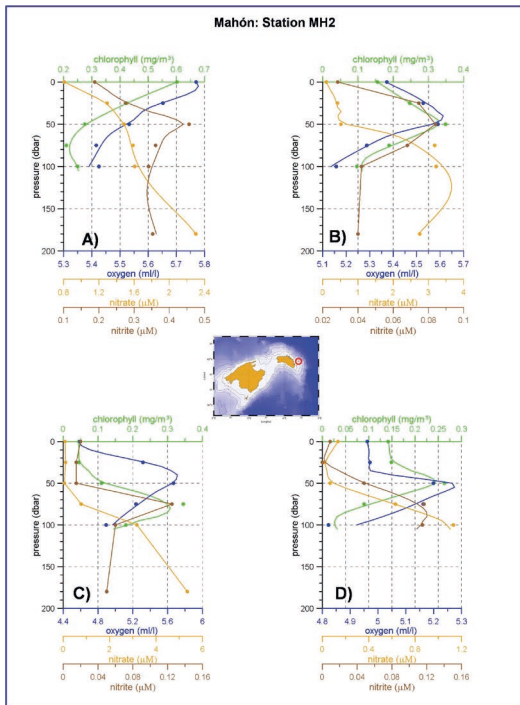 Mahón: Station MH2
chlorophyll (mg/m³)
0.2 0.3 0.4 0.5 0.6 0.7
pressure (dbar)
0
50
100
150
200
A)
5.3 5.4 5.5 5.6 5.7 5.8
oxygen (ml/l)
0.8 1.2 1.6 2 2.4
nitrate (µM)
0.1 0.2 0.3 0.4 0.5
nitrite (µM)
chlorophyll (mg/m³)
0 0.1 0.2 0.3 0.4
pressure (dbar)
0
50
100
150
200
B)
5.1 5.2 5.3 5.4 5.5 5.6 5.7
oxygen (ml/l)
0 1 2 3 4
nitrate (µM)
0.02 0.04 0.06 0.08 0.1
nitrite (µM)
chlorophyll (mg/m³)
0 0.1 0.2 0.3 0.4
pressure (dbar)
0
50
100
150
200
C)
4.4 4.8 5.2 5.6 6
oxygen (ml/l)
0 2 4 6
nitrate (µM)
0 0.04 0.08 0.12 0.16
nitrite (µM)
chlorophyll (mg/m³)
0 0.05 0.1 0.15 0.2 0.25 0.3
pressure (dbar)
0
50
100
150
200
D)
4.8 4.9 5 5.1 5.2 5.3
oxygen (ml/l)
0 0.4 0.8 1.2
nitrate (µM)
0 0.04 0.08 0.12 0.16
nitrite (µM)